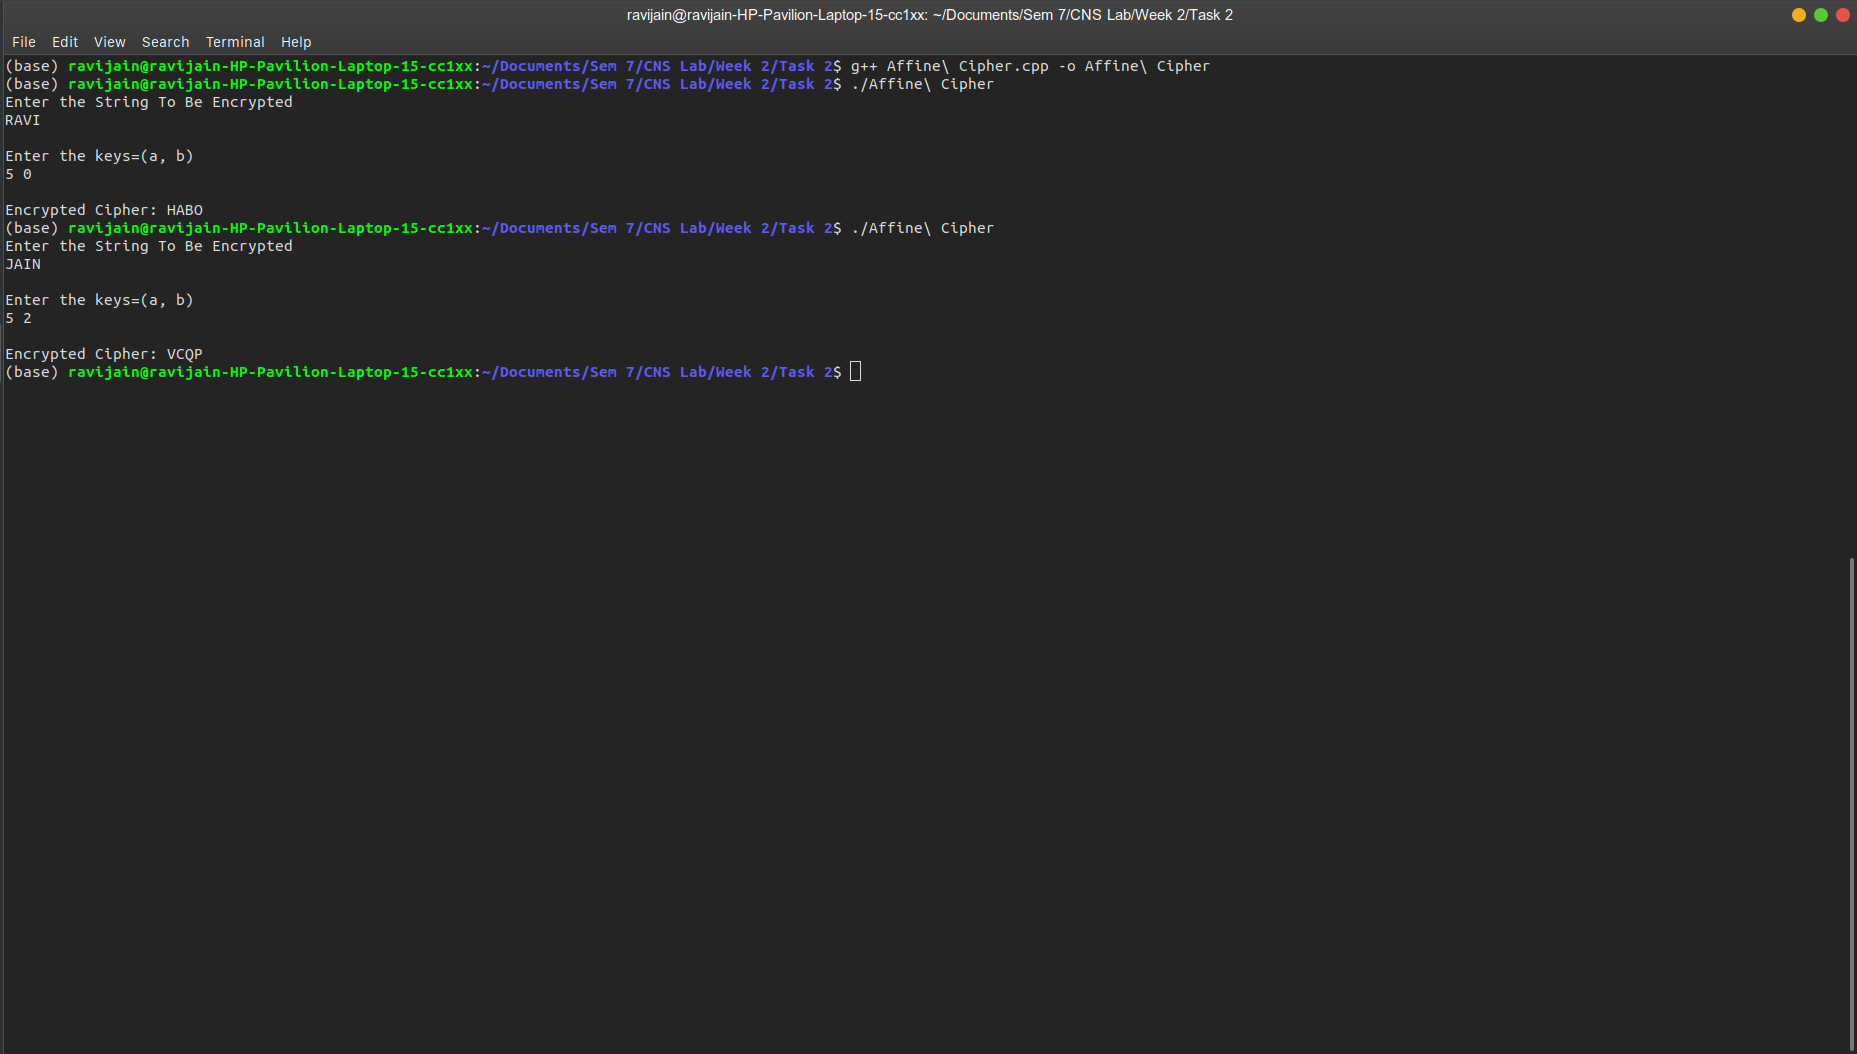 ravijain@ravijain-HP-Pavilion-Laptop-15-cc1xx: ~/Documents/Sem 7/CNS Lab/Week 2/Task 2
File Edit View Search Terminal Help
(base) ravijain@ravijain-HP-Pavilion-Laptop-15-cc1xx:~/Documents/Sem 7/CNS Lab/Week 2/Task 2$ g++ Affine\ Cipher.cpp -o Affine\ Cipher
(base) ravijain@ravijain-HP-Pavilion-Laptop-15-cc1xx:~/Documents/Sem 7/CNS Lab/Week 2/Task 2$ ./Affine\ Cipher
Enter the String To Be Encrypted
RAVI
Enter the keys=(a, b)
5 0
Encrypted Cipher: HABO
(base) ravijain@ravijain-HP-Pavilion-Laptop-15-cc1xx:~/Documents/Sem 7/CNS Lab/Week 2/Task 2$ ./Affine\ Cipher
Enter the String To Be Encrypted
JAIN
Enter the keys=(a, b)
5 2
Encrypted Cipher: VCQP
(base) ravijain@ravijain-HP-Pavilion-Laptop-15-cc1xx:~/Documents/Sem 7/CNS Lab/Week 2/Task 2$